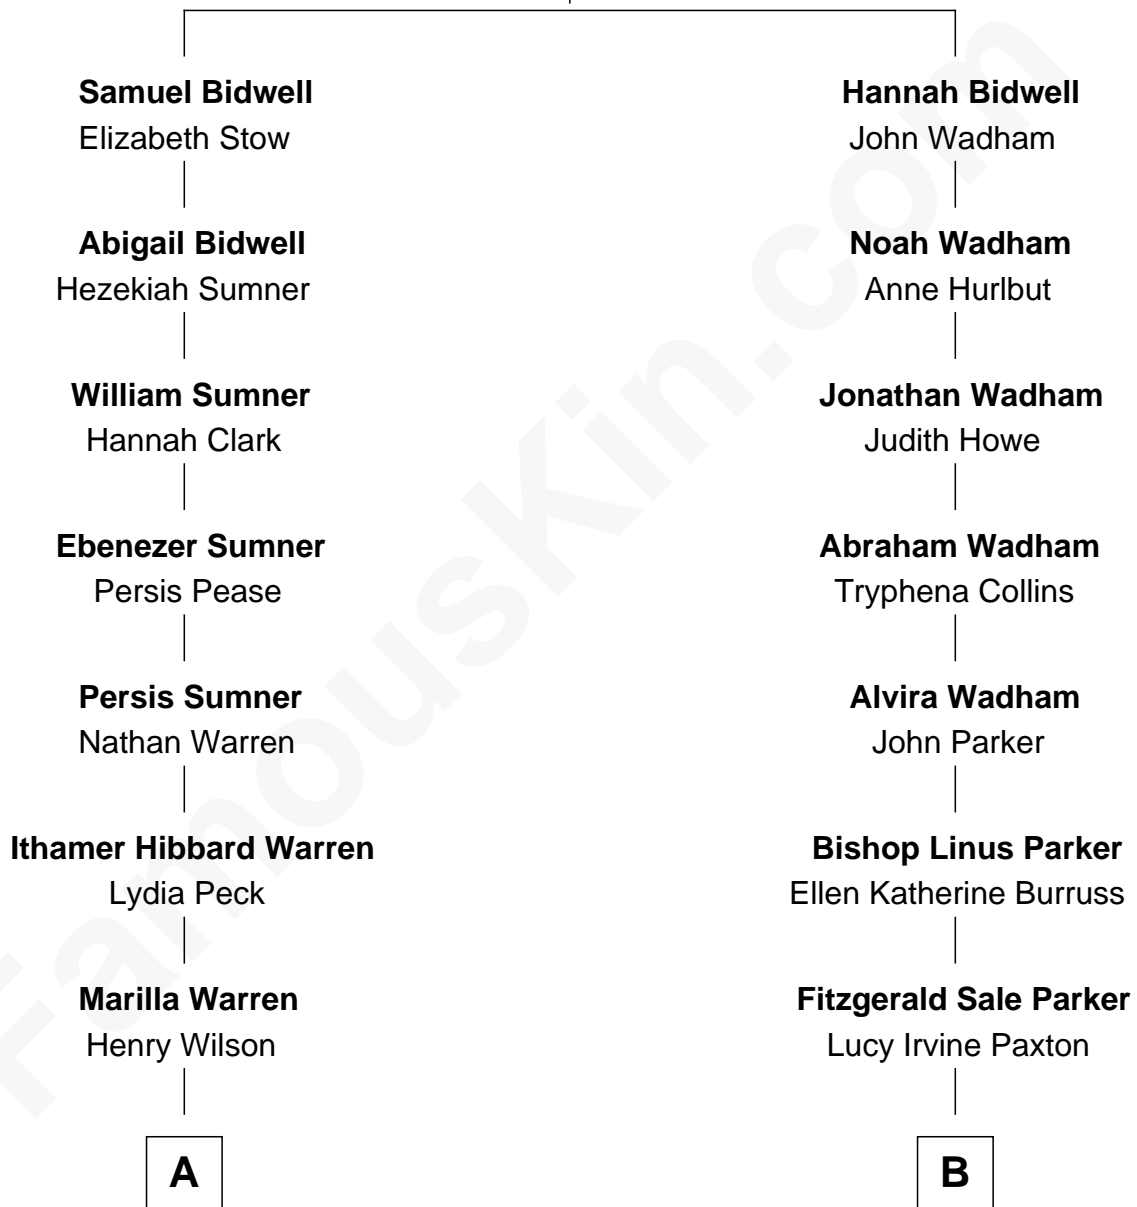 Samuel Bidwell
Elizabeth Stow
Hannah Bidwell
John Wadham
Abigail Bidwell
Hezekiah Sumner
Noah Wadham
Anne Hurlbut
William Sumner
Hannah Clark
Jonathan Wadham
Judith Howe
Ebenezer Sumner
Persis Pease
Abraham Wadham
Tryphena Collins
Persis Sumner
Nathan Warren
Alvira Wadham
John Parker
Ithamer Hibbard Warren
Lydia Peck
Bishop Linus Parker
Ellen Katherine Burruss
Marilla Warren
Henry Wilson
Fitzgerald Sale Parker
Lucy Irvine Paxton
A
B
FamousKin.com